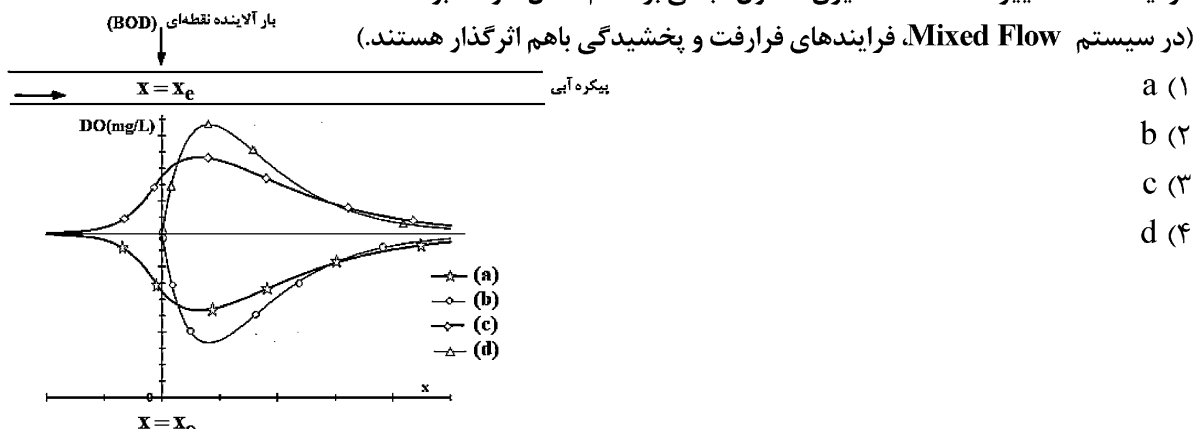 (در سیستم Mixed Flow، فرایندهای فرارفت و پخشیدگی باهم اثرگذار هستند.)
۱) a
۲) b
۳) c
۴) d
بار آلاینده نقطه‌ای (BOD)
x = xe
پیکره آبی
DO(mg/L)
(a)
(b)
(c)
(d)
x
0